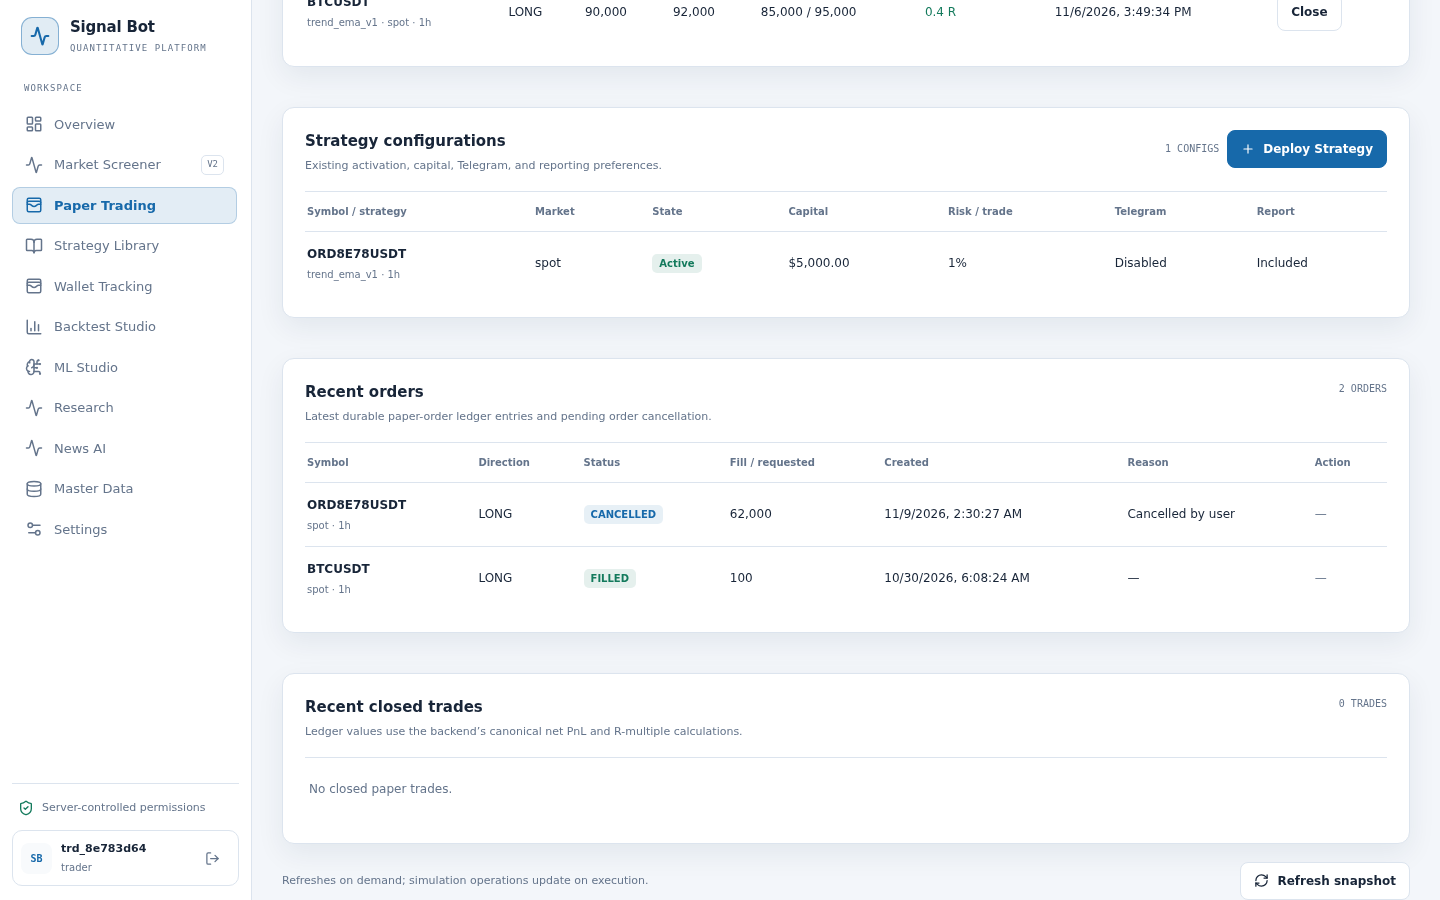 Signal Bot
QUANTITATIVE PLATFORM
WORKSPACE
Overview
Market Screener V2
Paper Trading
Strategy Library
Wallet Tracking
Backtest Studio
ML Studio
Research
News AI
Master Data
Settings
Server-controlled permissions
SB
trd_8e783d64
trader
BTCUSDT
trend_ema_v1 · spot · 1h
LONG 90,000 92,000 85,000 / 95,000 0.4 R 11/6/2026, 3:49:34 PM Close
Strategy configurations
Existing activation, capital, Telegram, and reporting preferences.
1 CONFIGS
Deploy Strategy
Symbol / strategy Market State Capital Risk / trade Telegram Report
ORD8E78USDT
trend_ema_v1 · 1h
spot Active $5,000.00 1% Disabled Included
Recent orders
Latest durable paper-order ledger entries and pending order cancellation.
2 ORDERS
Symbol Direction Status Fill / requested Created Reason Action
ORD8E78USDT
spot · 1h
LONG CANCELLED 62,000 11/9/2026, 2:30:27 AM Cancelled by user —
BTCUSDT
spot · 1h
LONG FILLED 100 10/30/2026, 6:08:24 AM — —
Recent closed trades
Ledger values use the backend’s canonical net PnL and R-multiple calculations.
0 TRADES
No closed paper trades.
Refreshes on demand; simulation operations update on execution.
Refresh snapshot